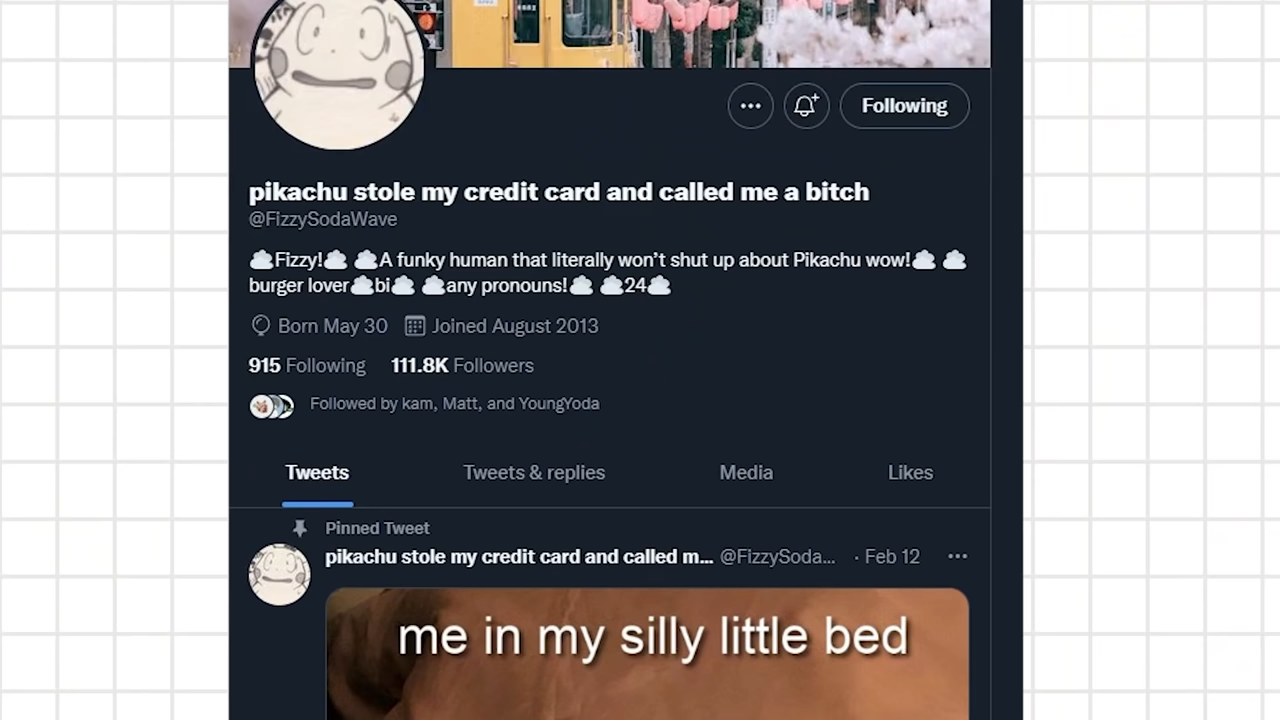 Following
pikachu stole my credit card and called me a bitch
@FizzySodaWave
☁️Fizzy!☁️ ☁️A funky human that literally won’t shut up about Pikachu wow!☁️ ☁️
burger lover☁️bi☁️ ☁️any pronouns!☁️ ☁️24☁️
Born May 30 Joined August 2013
915 Following 111.8K Followers
Followed by kam, Matt, and YoungYoda
Tweets Tweets & replies Media Likes
Pinned Tweet
pikachu stole my credit card and called m... @FizzySoda... · Feb 12
me in my silly little bed